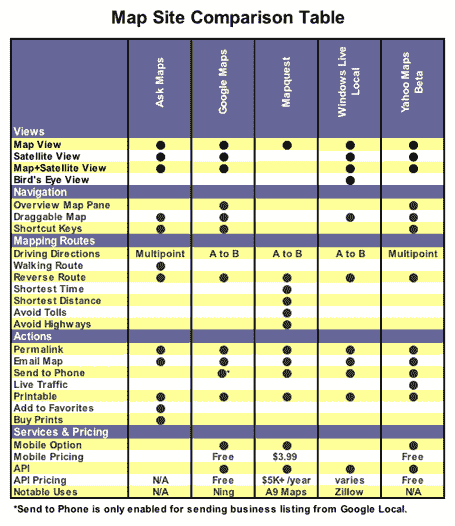 Map Site Comparison Table
Ask Maps
Google Maps
Mapquest
Windows Live
Local
Yahoo Maps
Beta
Views
Map View
Satellite View
Map+Satellite View
Bird's Eye View
Navigation
Overview Map Pane
Draggable Map
Shortcut Keys
Mapping Routes
Driving Directions Multipoint A to B A to B A to B Multipoint
Walking Route
Reverse Route
Shortest Time
Shortest Distance
Avoid Tolls
Avoid Highways
Actions
Permalink
Email Map
Send to Phone *
Live Traffic
Printable
Add to Favorites
Buy Prints
Services & Pricing
Mobile Option
Mobile Pricing Free $3.99 Free
API
API Pricing N/A Free $5K+ /year varies Free
Notable Uses N/A Ning A9 Maps Zillow N/A
*Send to Phone is only enabled for sending business listing from Google Local.